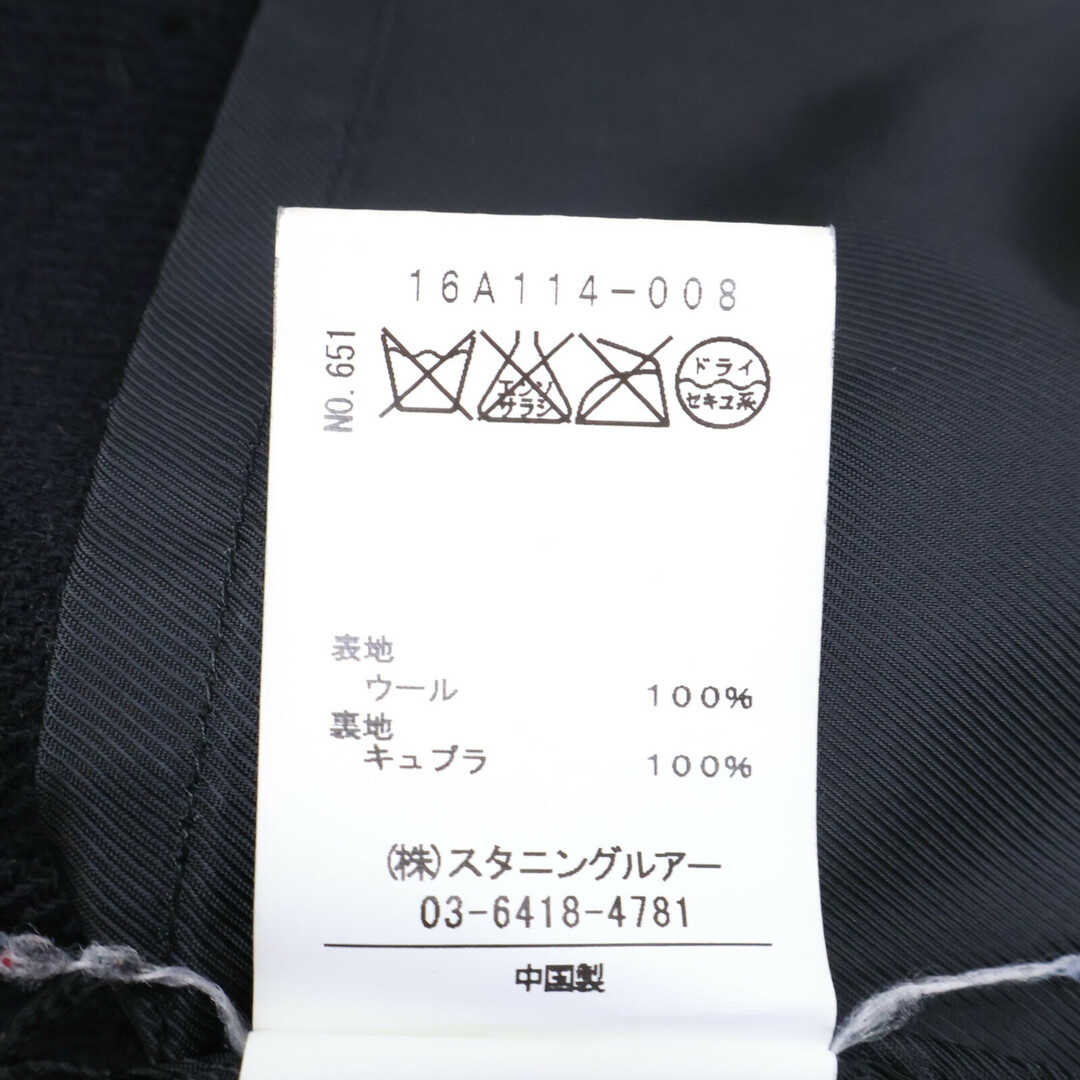 16A114-008
NO.651
エンソ
サラシ
ドライ
セキユ系
表地
ウール 100%
裏地
キュプラ 100%
(株)スタニングルアー
03-6418-4781
中国製